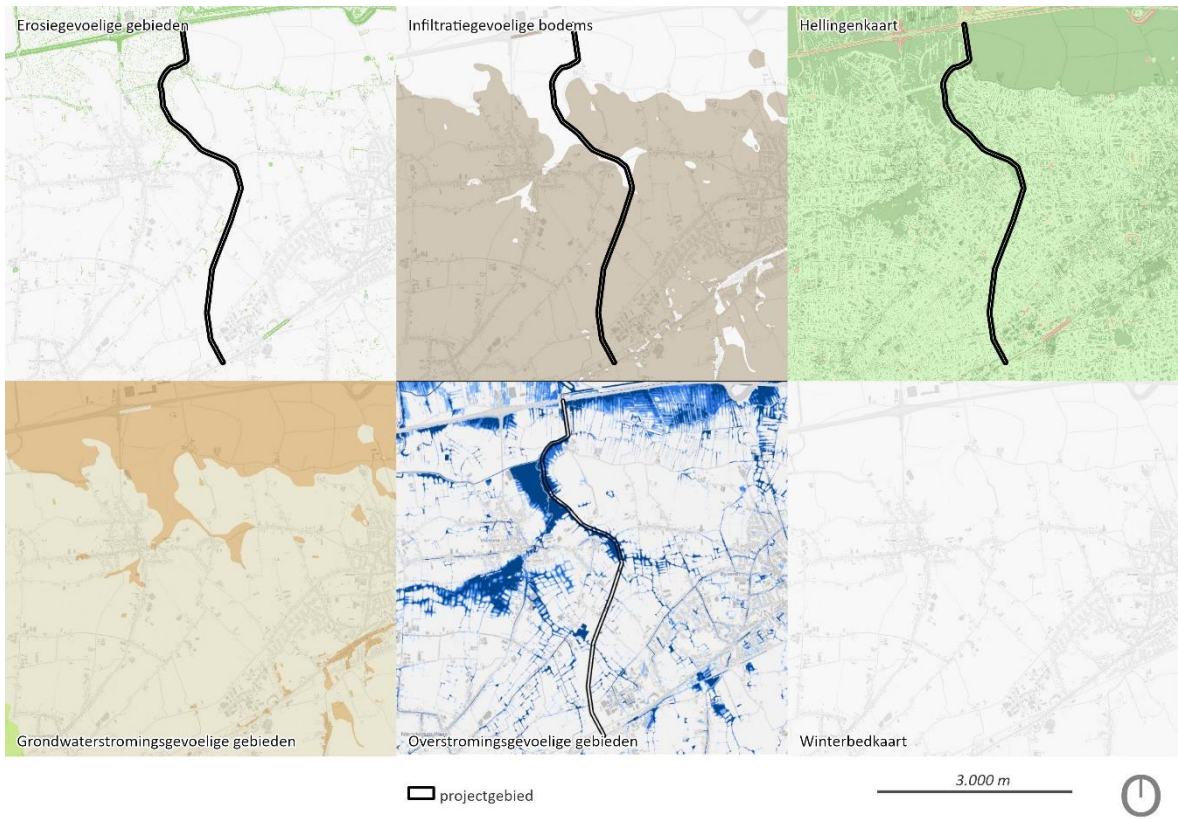 Erosiegevoelige gebieden
Infiltratiegevoelige bodems
Hellingenkaart
Grondwaterstromingsgevoelige gebieden
Overstromingsgevoelige gebieden
Winterbedkaart
projectgebied
3.000 m